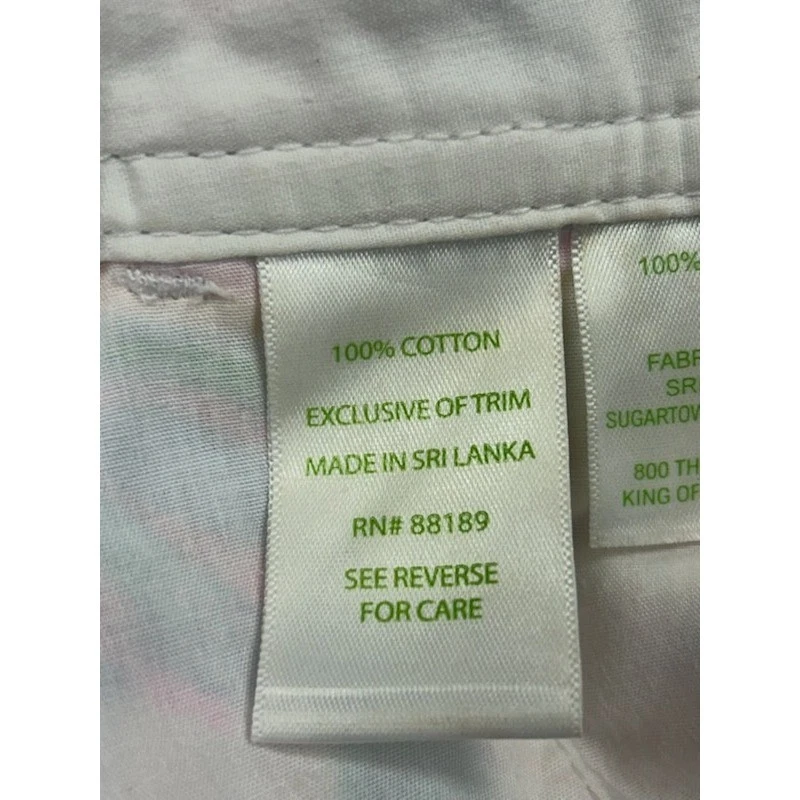 100% COTTON
EXCLUSIVE OF TRIM
MADE IN SRI LANKA
RN# 88189
SEE REVERSE
FOR CARE
100%
FABR
SR
SUGARTOW
800 TH
KING OF